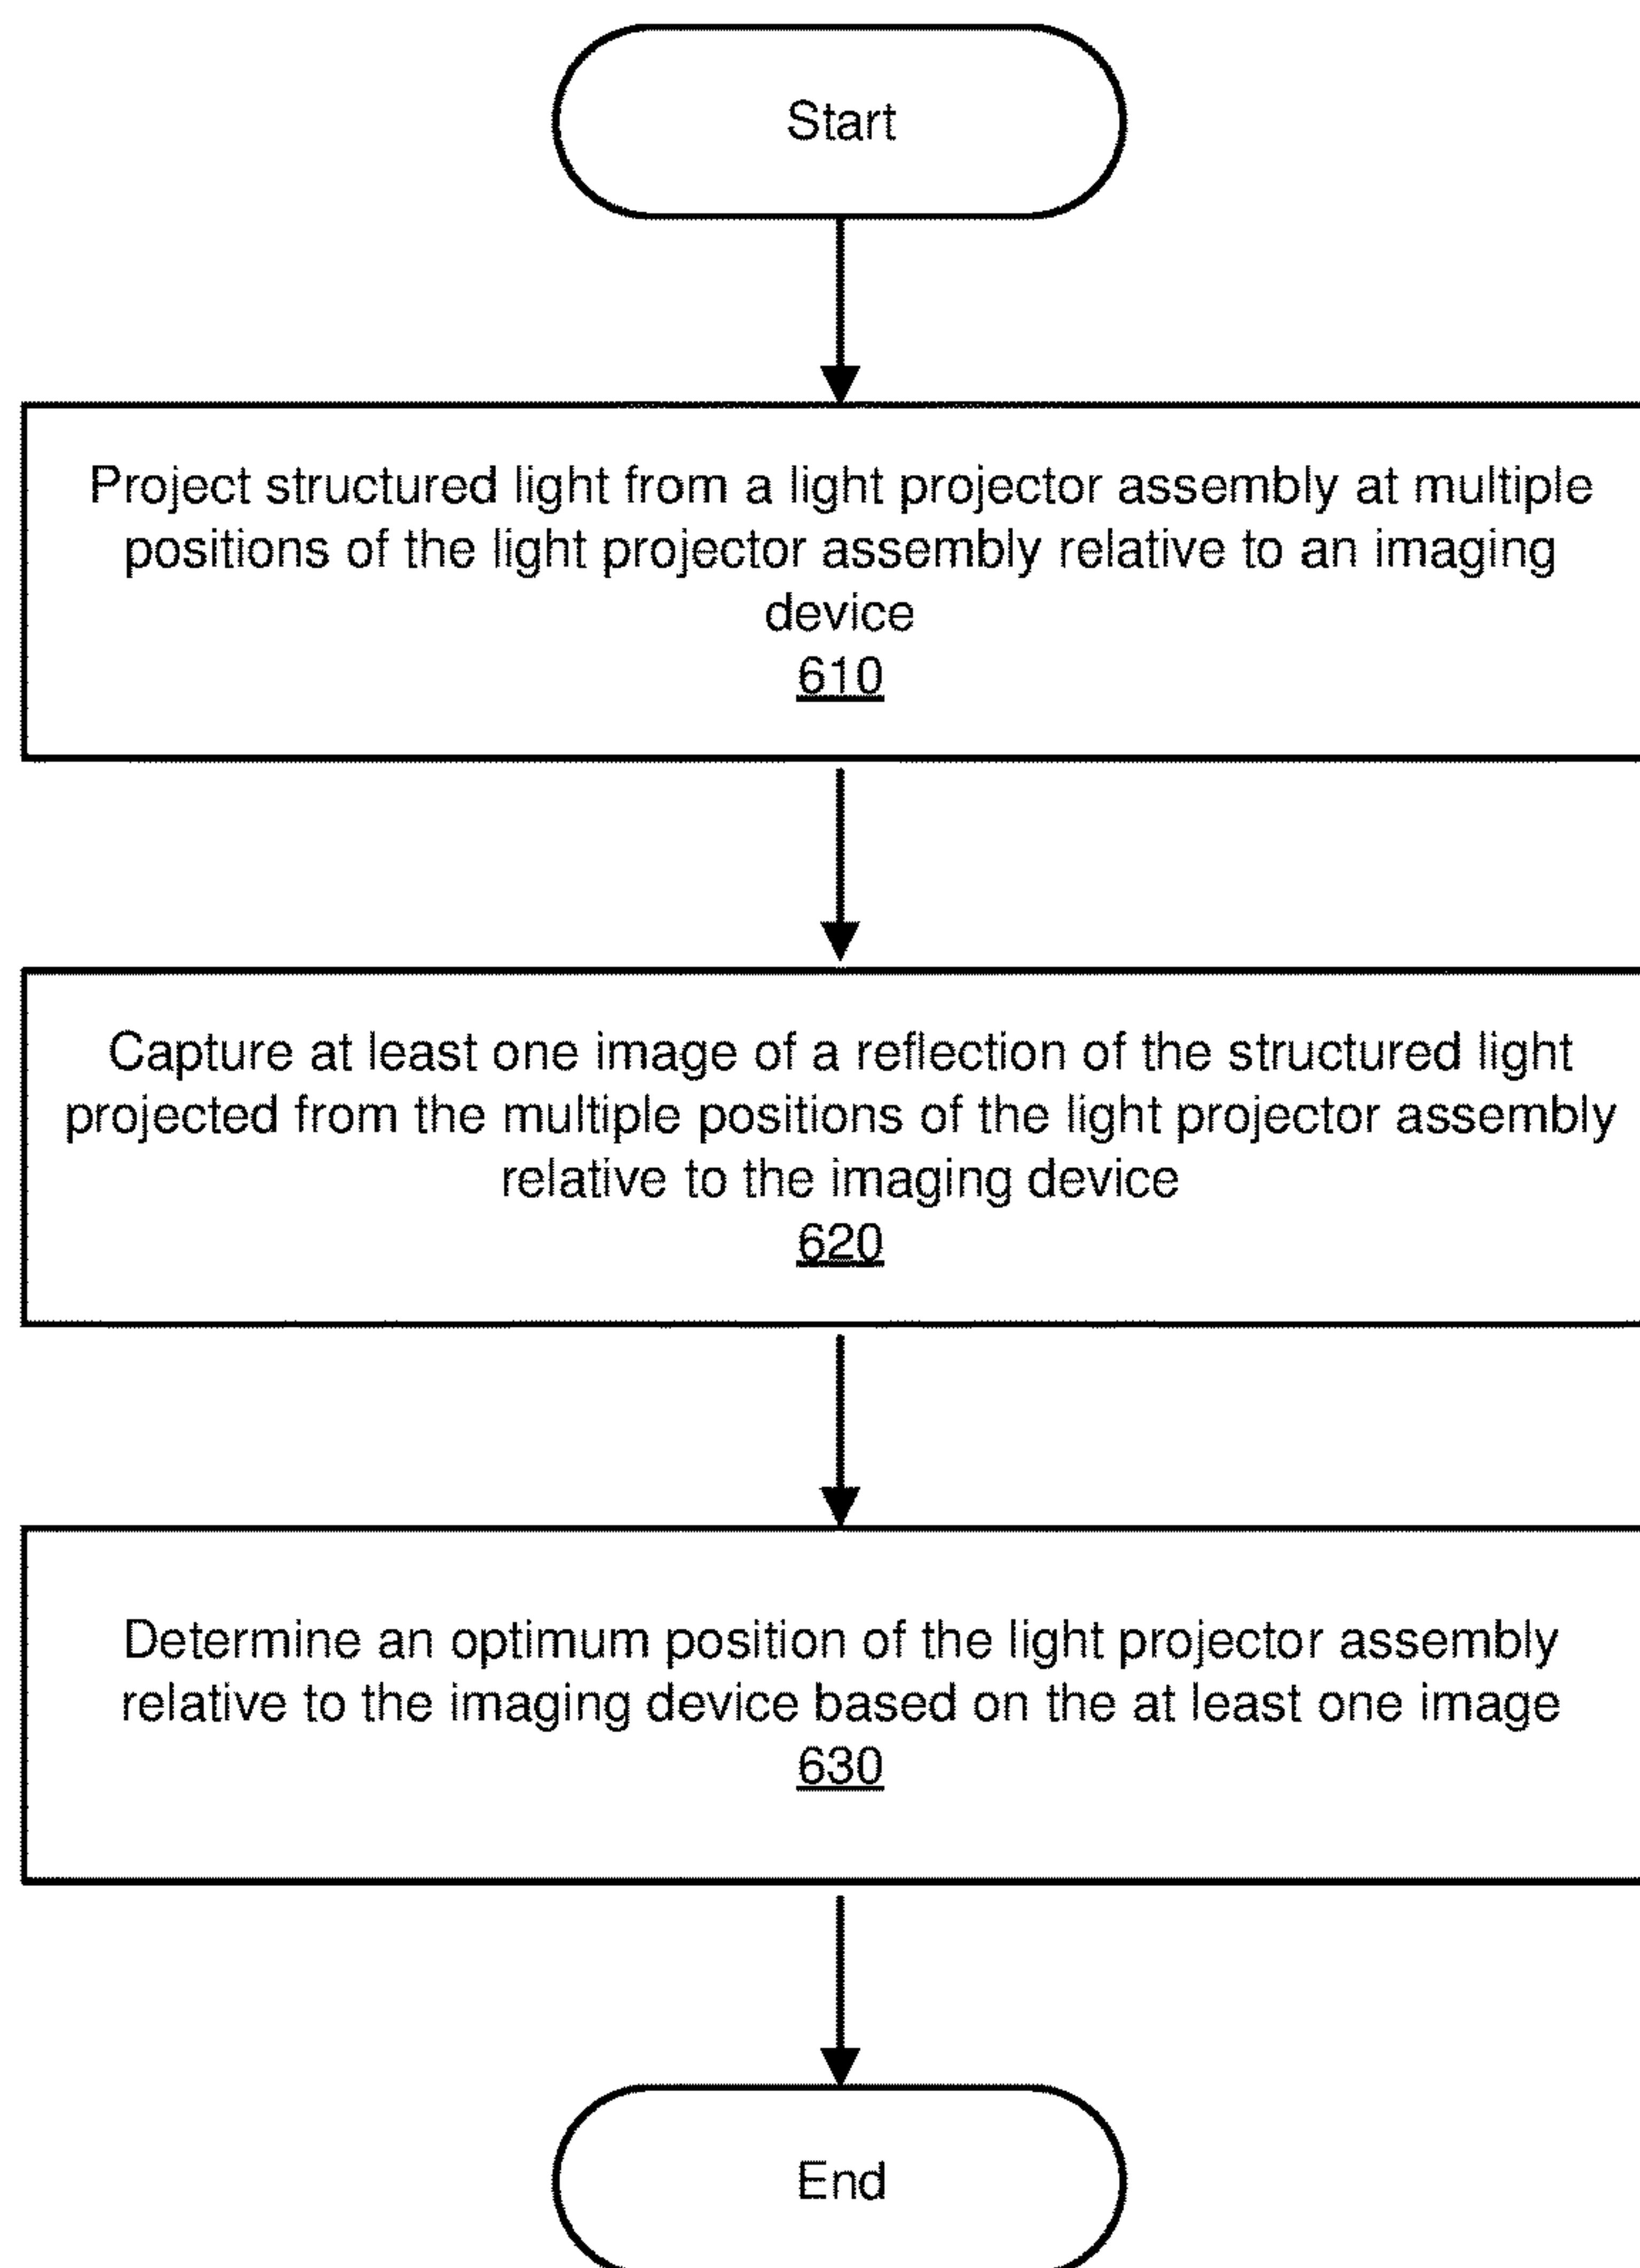 Start
Project structured light from a light projector assembly at multiple
positions of the light projector assembly relative to an imaging
device
610
Capture at least one image of a reflection of the structured light
projected from the multiple positions of the light projector assembly
relative to the imaging device
620
Determine an optimum position of the light projector assembly
relative to the imaging device based on the at least one image
630
End